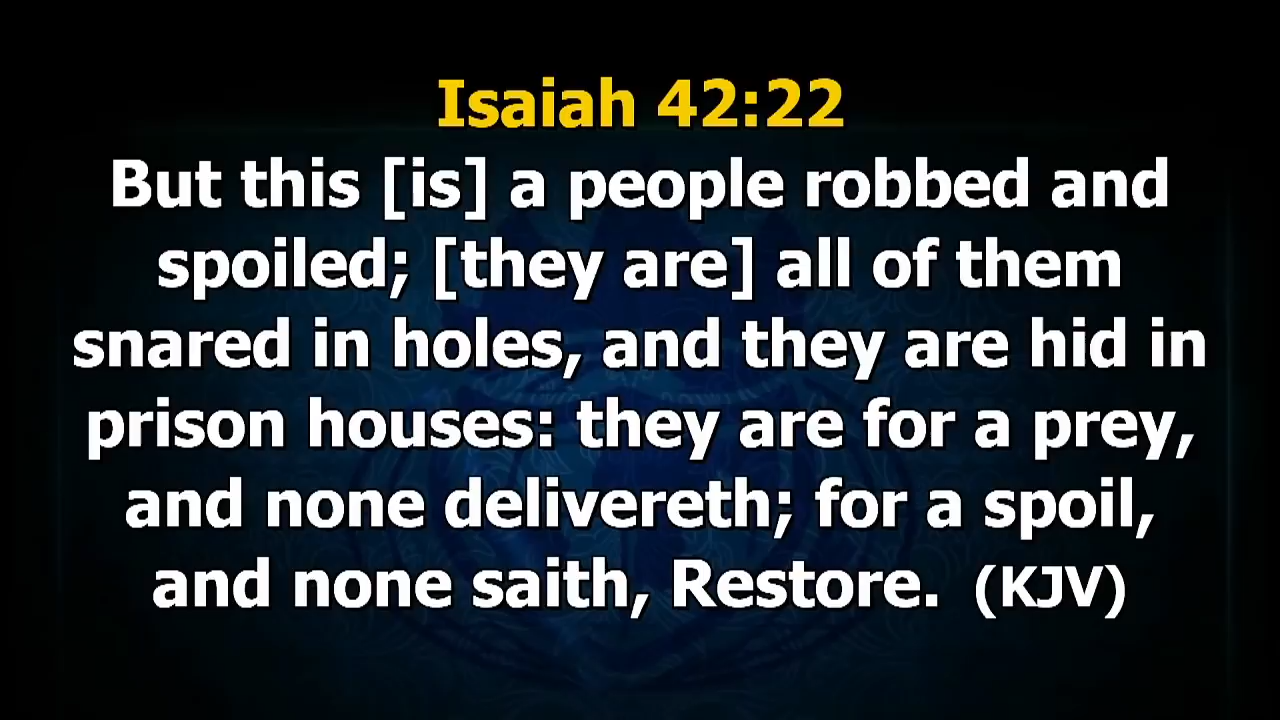 Isaiah 42:22
But this [is] a people robbed and
spoiled; [they are] all of them
snared in holes, and they are hid in
prison houses: they are for a prey,
and none delivereth; for a spoil,
and none saith, Restore. (KJV)